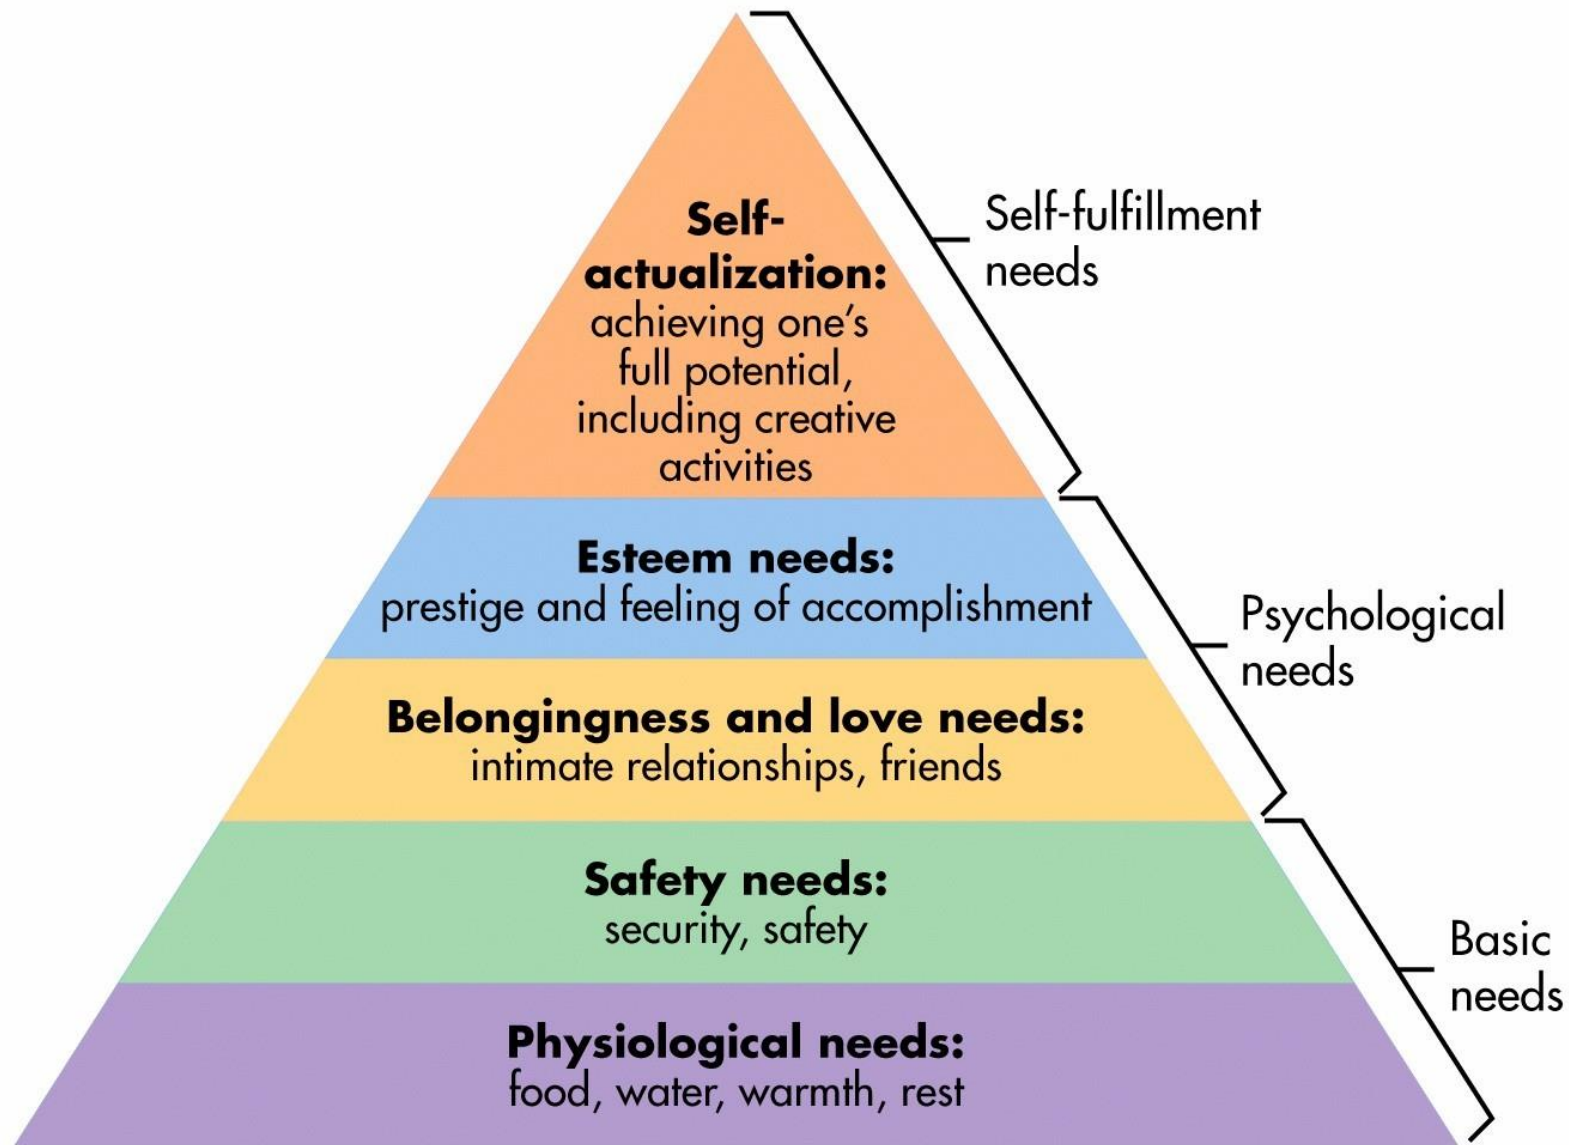 Self-
actualization:
achieving one's
full potential,
including creative
activities
Self-fulfillment
needs
Esteem needs:
prestige and feeling of accomplishment
Belongingness and love needs:
intimate relationships, friends
Psychological
needs
Safety needs:
security, safety
Physiological needs:
food, water, warmth, rest
Basic
needs